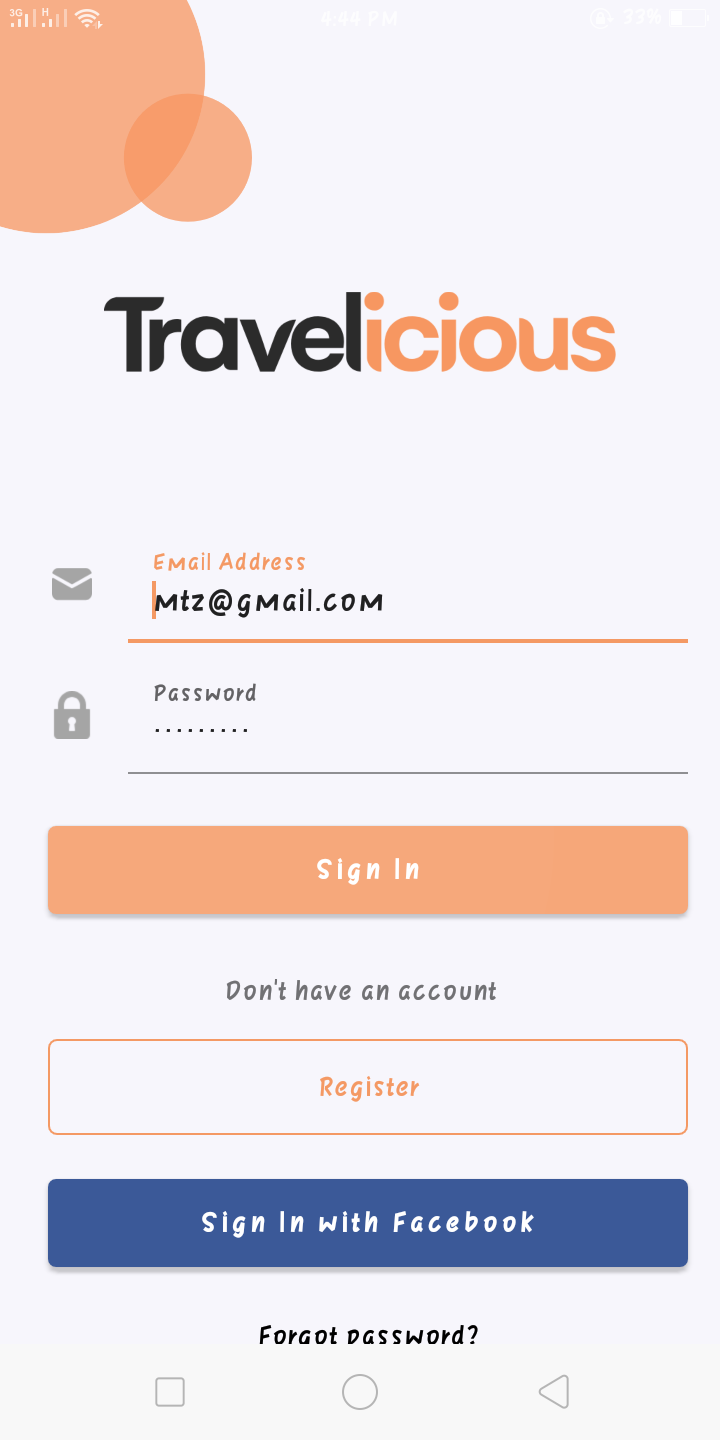 3G H 4:44 PM 33%
Travelicious
Email Address
mtz@gmail.com
Password
.........
Sign In
Don't have an account
Register
Sign In with Facebook
Forgot password?